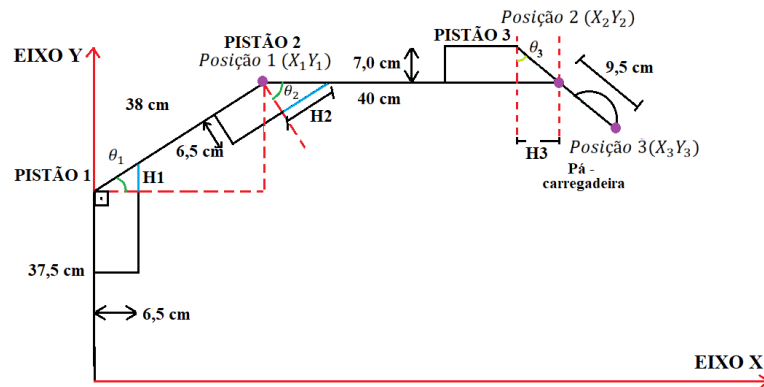 Posição 2 (X₂Y₂)
EIXO Y
PISTÃO 2
Posição 1 (X₁Y₁)
PISTÃO 3
θ₃
7,0 cm
9,5 cm
38 cm
θ₂
40 cm
H2
6,5 cm
θ₁
H3
Posição 3(X₃Y₃)
PISTÃO 1
H1
Pá -
carregadeira
37,5 cm
6,5 cm
EIXO X